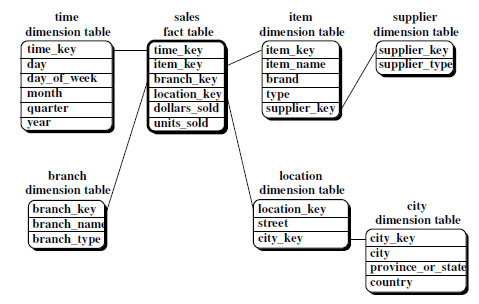 time
dimension table
time_key
day
day_of_week
month
quarter
year
sales
fact table
time_key
item_key
branch_key
location_key
dollars_sold
units_sold
item
dimension table
item_key
item_name
brand
type
supplier_key
supplier
dimension table
supplier_key
supplier_type
branch
dimension table
branch_key
branch_name
branch_type
location
dimension table
location_key
street
city_key
city
dimension table
city_key
city
province_or_state
country